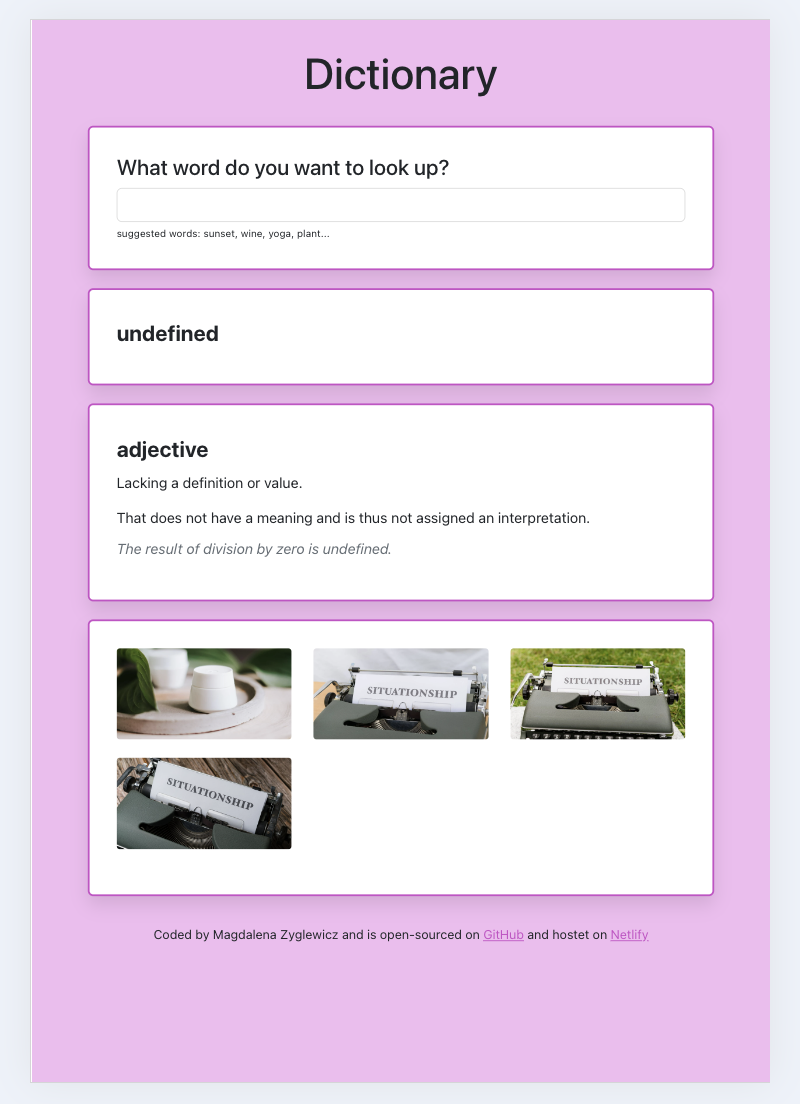 Dictionary
What word do you want to look up?
suggested words: sunset, wine, yoga, plant...
undefined
adjective
Lacking a definition or value.
That does not have a meaning and is thus not assigned an interpretation.
The result of division by zero is undefined.
SITUATIONSHIP
SITUATIONSHIP
SITUATIONSHIP
Coded by Magdalena Zyglewicz and is open-sourced on GitHub and hostet on Netlify